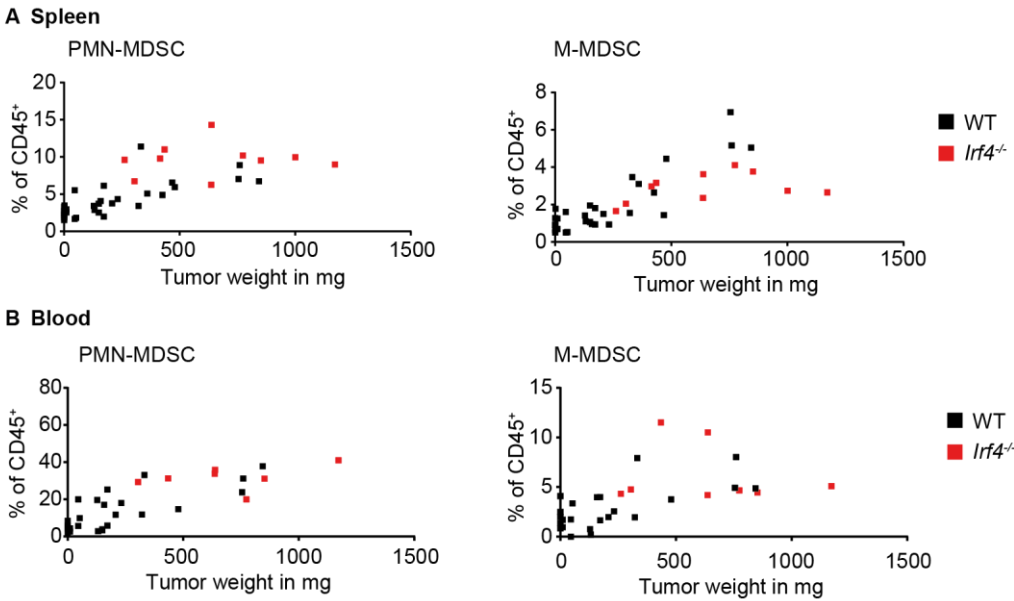 A Spleen
PMN-MDSC
% of CD45⁺
20
15
10
5
0
0 500 1000 1500
Tumor weight in mg
M-MDSC
% of CD45⁺
8
6
4
2
0
0 500 1000 1500
Tumor weight in mg
WT
Irf4⁻/⁻
B Blood
PMN-MDSC
% of CD45⁺
80
60
40
20
0
0 500 1000 1500
Tumor weight in mg
M-MDSC
% of CD45⁺
15
10
5
0
0 500 1000 1500
Tumor weight in mg
WT
Irf4⁻/⁻